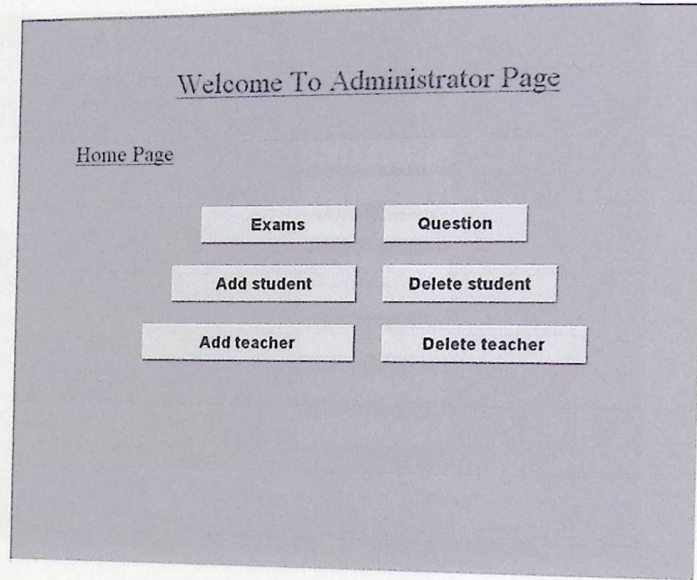 Welcome To Administrator Page
Home Page
Exams Question
Add student Delete student
Add teacher Delete teacher